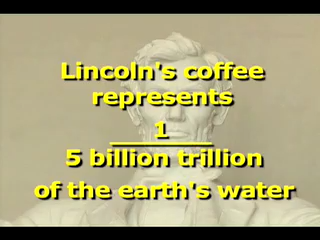 Lincoln's coffee
represents
1
5 billion trillion
of the earth's water